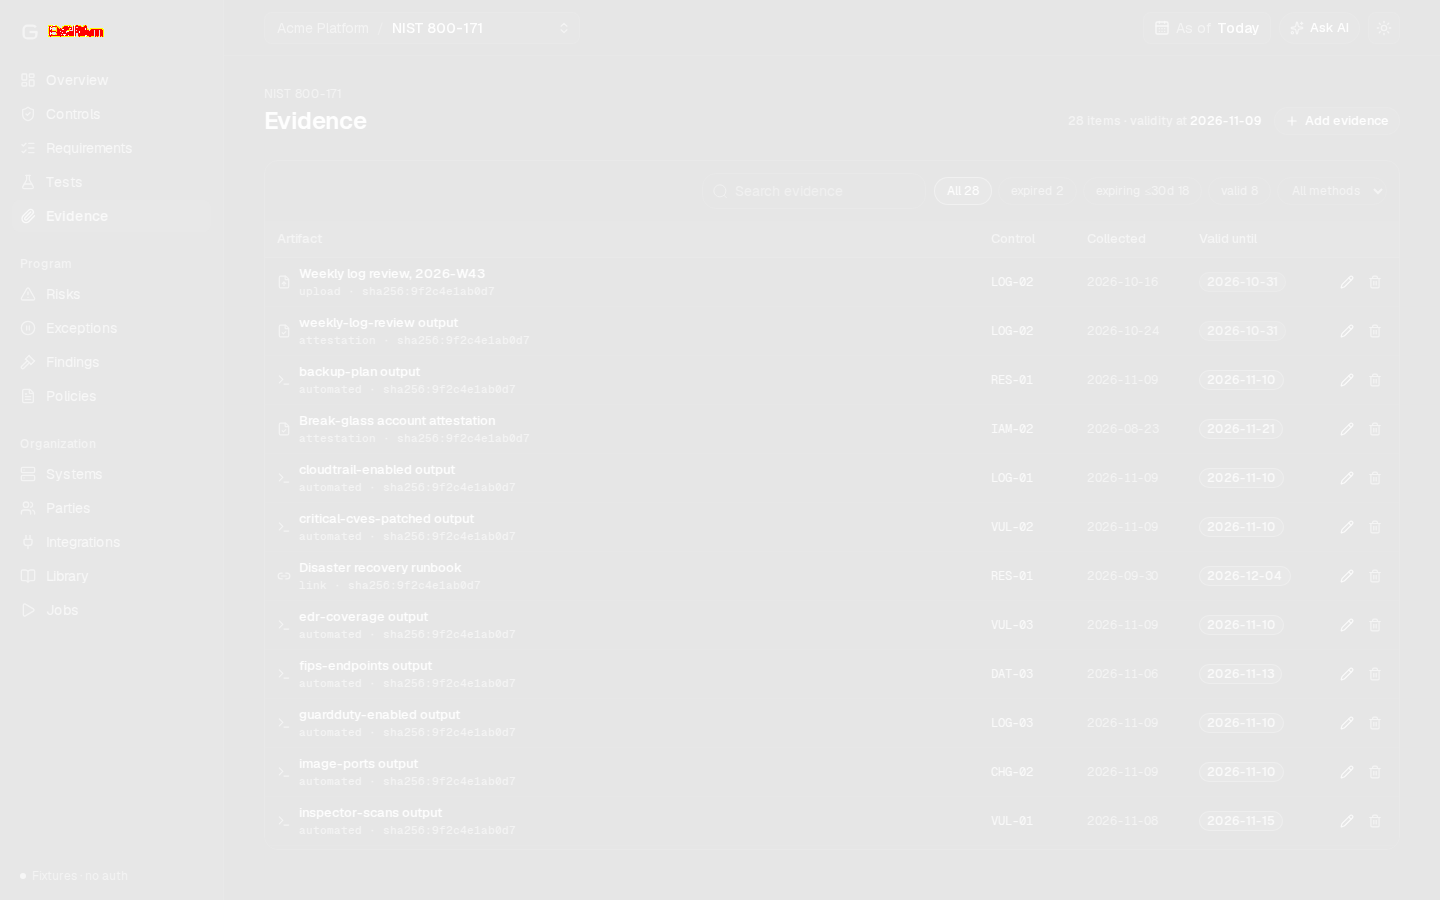 G
Acme Platform / NIST 800-171
As of Today
Ask AI
Overview
Controls
Requirements
Tests
Evidence
Program
Risks
Exceptions
Findings
Policies
Organization
Systems
Parties
Integrations
Library
Jobs
Fixtures · no auth
NIST 800-171
Evidence
28 items · validity at 2026-11-09
Add evidence
Search evidence
All 28
expired 2
expiring ≤30d 18
valid 8
All methods
Artifact Control Collected Valid until
Weekly log review, 2026-W43
upload · sha256:9f2c4e1ab0d7
LOG-02 2026-10-16 2026-10-31
weekly-log-review output
attestation · sha256:9f2c4e1ab0d7
LOG-02 2026-10-24 2026-10-31
backup-plan output
automated · sha256:9f2c4e1ab0d7
RES-01 2026-11-09 2026-11-10
Break-glass account attestation
attestation · sha256:9f2c4e1ab0d7
IAM-02 2026-08-23 2026-11-21
cloudtrail-enabled output
automated · sha256:9f2c4e1ab0d7
LOG-01 2026-11-09 2026-11-10
critical-cves-patched output
automated · sha256:9f2c4e1ab0d7
VUL-02 2026-11-09 2026-11-10
Disaster recovery runbook
link · sha256:9f2c4e1ab0d7
RES-01 2026-09-30 2026-12-04
edr-coverage output
automated · sha256:9f2c4e1ab0d7
VUL-03 2026-11-09 2026-11-10
fips-endpoints output
automated · sha256:9f2c4e1ab0d7
DAT-03 2026-11-06 2026-11-13
guardduty-enabled output
automated · sha256:9f2c4e1ab0d7
LOG-03 2026-11-09 2026-11-10
image-ports output
automated · sha256:9f2c4e1ab0d7
CHG-02 2026-11-09 2026-11-10
inspector-scans output
automated · sha256:9f2c4e1ab0d7
VUL-01 2026-11-08 2026-11-15